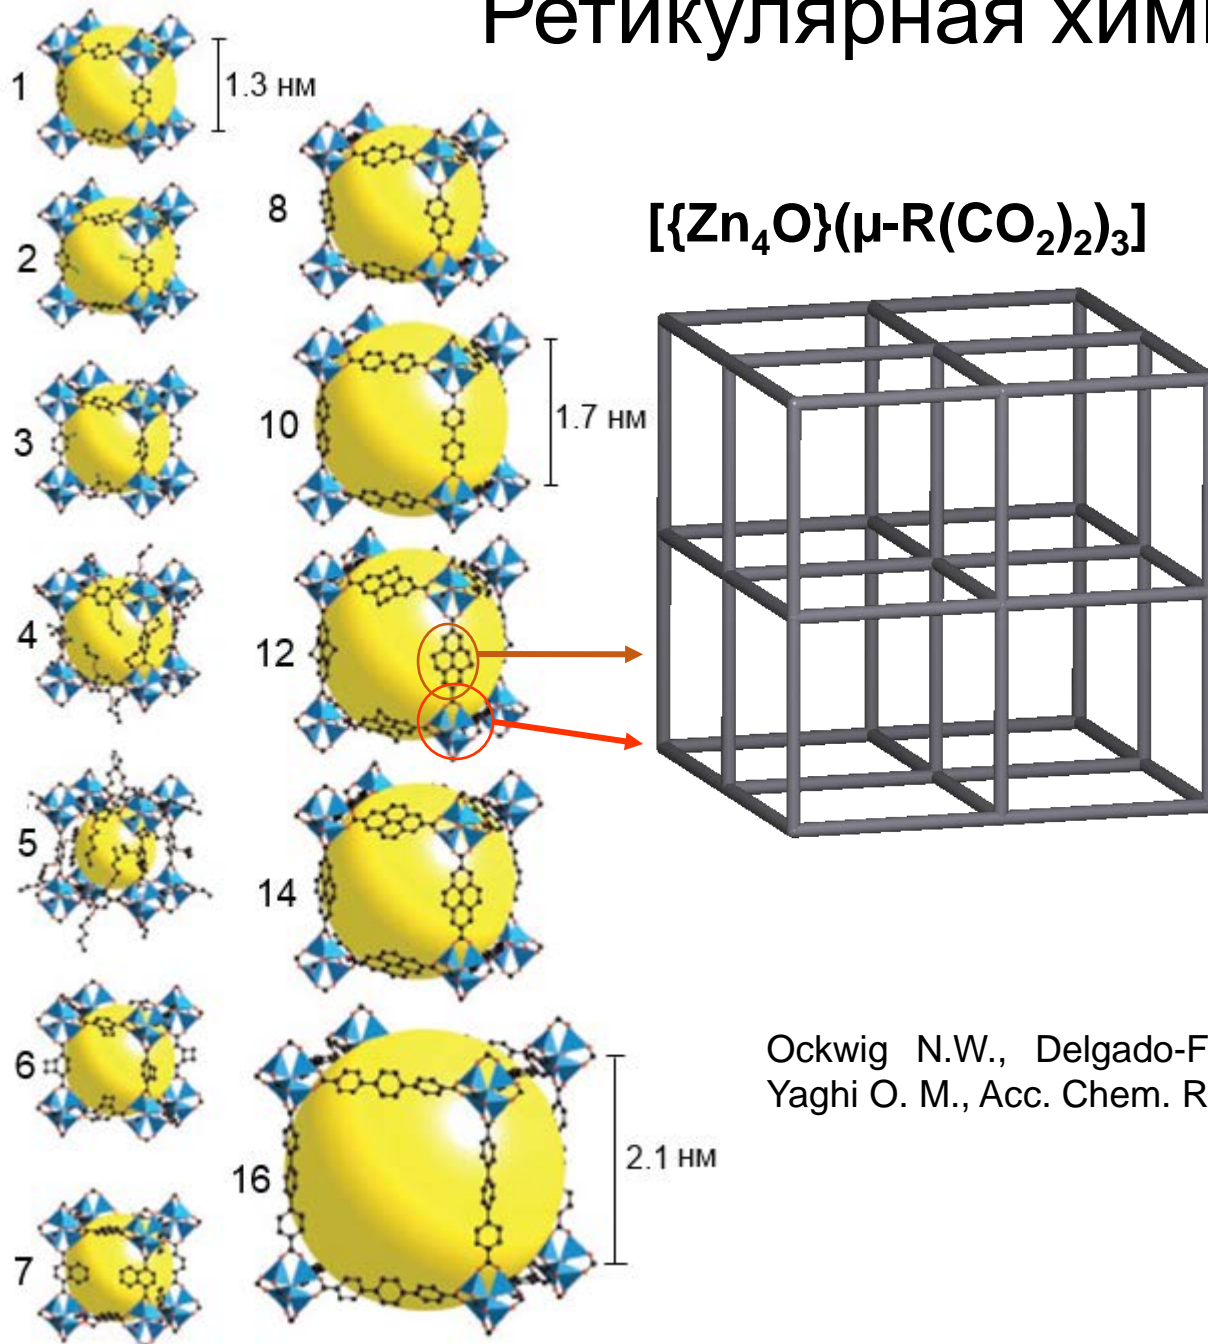 Ретикулярная хими
1
1.3 нм
2
3
4
5
6
7
8
10
1.7 нм
12
14
16
2.1 нм
[{Zn₄O}(µ-R(CO₂)₂)₃]
Ockwig N.W., Delgado-F
Yaghi O. M., Acc. Chem. R